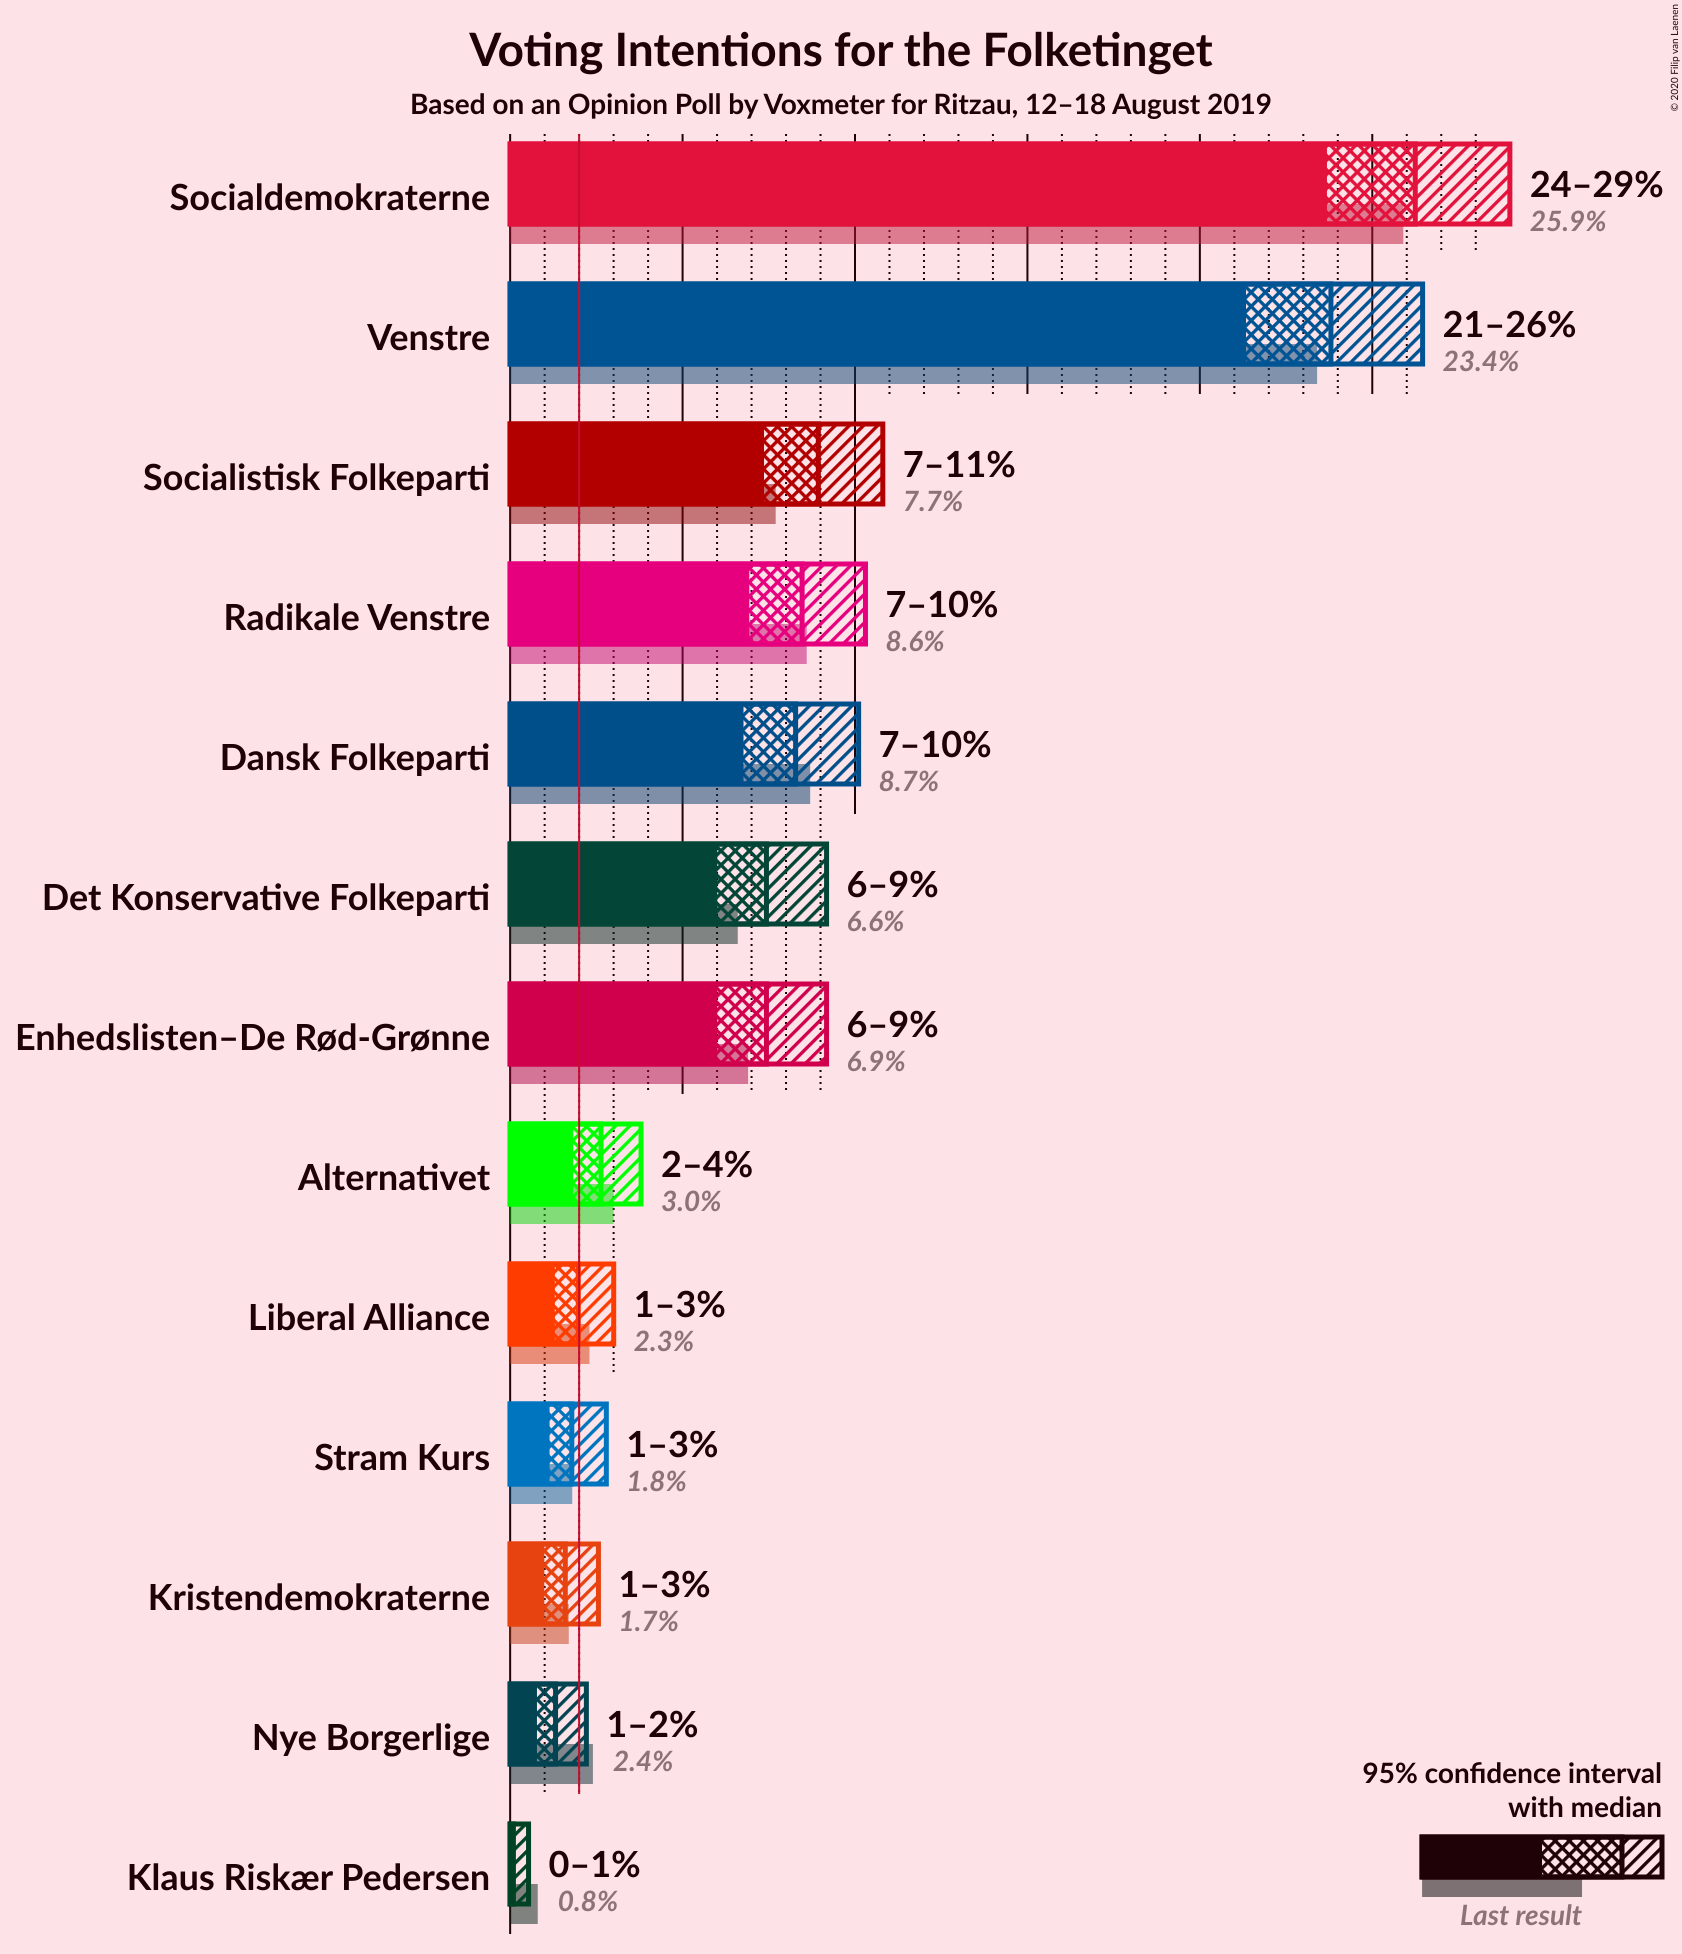 © 2020 Filip van Laenen
Voting Intentions for the Folketinget
Based on an Opinion Poll by Voxmeter for Ritzau, 12–18 August 2019
Socialdemokraterne
24–29%
25.9%
Venstre
21–26%
23.4%
Socialistisk Folkeparti
7–11%
7.7%
Radikale Venstre
7–10%
8.6%
Dansk Folkeparti
7–10%
8.7%
Det Konservative Folkeparti
6–9%
6.6%
Enhedslisten–De Rød-Grønne
6–9%
6.9%
Alternativet
2–4%
3.0%
Liberal Alliance
1–3%
2.3%
Stram Kurs
1–3%
1.8%
Kristendemokraterne
1–3%
1.7%
Nye Borgerlige
1–2%
2.4%
Klaus Riskær Pedersen
0–1%
0.8%
95% confidence interval
with median
Last result